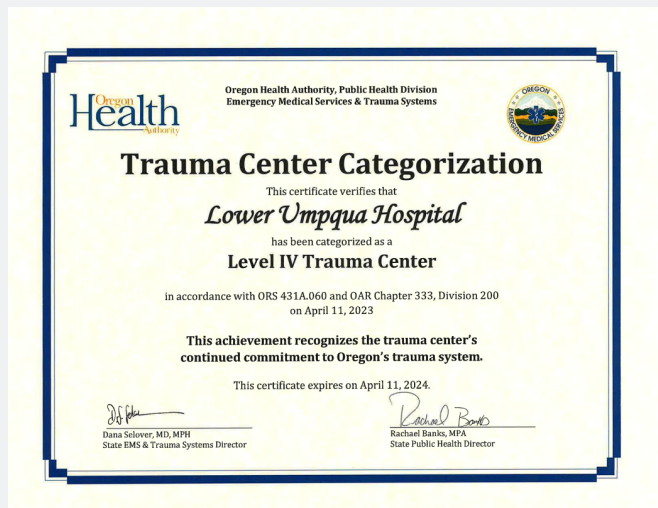 Oregon Health Authority, Public Health Division
Emergency Medical Services & Trauma Systems
Oregon
Health
Authority
OREGON
EMERGENCY MEDICAL SERVICES
Trauma Center Categorization
This certificate verifies that
Lower Umpqua Hospital
has been categorized as a
Level IV Trauma Center
in accordance with ORS 431A.060 and OAR Chapter 333, Division 200
on April 11, 2023
This achievement recognizes the trauma center's
continued commitment to Oregon's trauma system.
This certificate expires on April 11, 2024.
Rachael Banks
Dana Selover, MD, MPH
State EMS & Trauma Systems Director
Rachael Banks, MPA
State Public Health Director